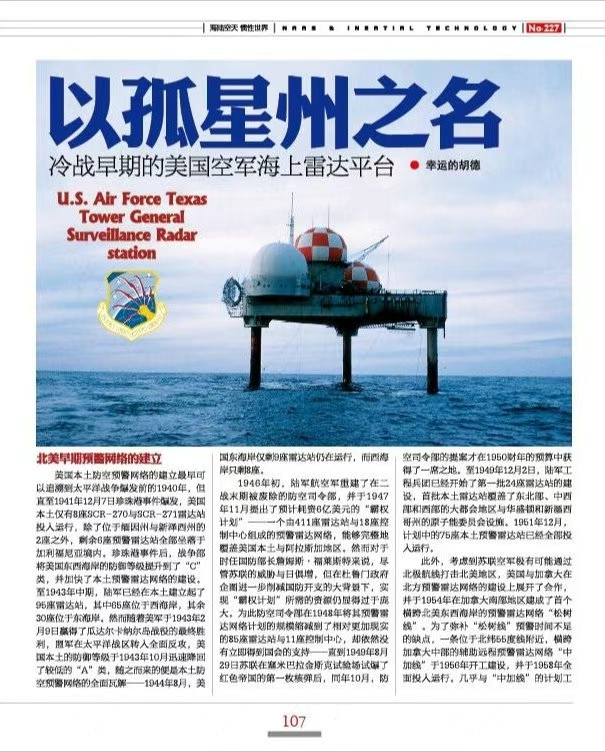 海陆空天 惯性世界 NAAS & INERTIAL TECHNOLOGY No·227
以孤星州之名
冷战早期的美国空军海上雷达平台 ● 幸运的胡德
U.S. Air Force Texas
Tower General
Surveillance Radar
station
北美早期预警网络的建立
美国本土防空预警网络的建立最早可
以追溯到太平洋战争爆发前的1940年，但
直至1941年12月7日珍珠港事件爆发，美国
本土仅有8座SCR-270与SCR-271雷达站
投入运行，除了位于缅因州与新泽西州的
2座之外，剩余6座预警雷达站全部坐落于
加利福尼亚境内。珍珠港事件后，战争部
将美国东西海岸的防御等级提升到了“C”
类，并加快了本土预警雷达网络的建设。
至1943年中期，陆军已经在本土建立起了
95座雷达站，其中65座位于西海岸，其余
30座位于东海岸。然而随着美军于1943年2
月9日赢得了瓜达尔卡纳尔岛战役的最终胜
利，盟军在太平洋战区转入全面反攻，美
国本土的防御等级于1943年10月迅速降回
了较低的“A”类，随之而来的便是本土防
空预警网络的全面瓦解——1944年8月，美
国东海岸仅剩9座雷达站仍在运行，而西海
岸只剩8座。
1946年初，陆军航空军重建了在二
战末期被废除的防空司令部，并于1947
年11月提出了预计耗费6亿美元的“霸权
计划”——一个由411座雷达站与18座控
制中心组成的预警雷达网络，能够完整地
覆盖美国本土与阿拉斯加地区。然而对于
时任国防部长詹姆斯·福莱斯特来说，尽
管苏联的威胁与日俱增，但在杜鲁门政府
企图进一步削减国防开支的大背景下，实
现“霸权计划”所需的资源仍显得过于庞
大。为此防空司令部在1948年将其预警雷
达网络计划的规模缩减到了相对更加现实
的85座雷达站与11座控制中心，却依然没
有立即得到国会的支持——直到1949年8月
29日苏联在塞米巴拉金斯克试验场试爆了
红色帝国的第一枚核弹后，同年10月，防
空司令部的提案才在1950财年的预算中获
得了一席之地。至1949年12月2日，陆军工
程兵团已经开始了第一批24座雷达站的建
设，首批本土雷达站覆盖了东北部、中西
部和西部的大都会地区与华盛顿和新墨西
哥州的原子能委员会设施。1951年12月，
计划中的75座本土预警雷达站已经全部投
入运行。
此外，考虑到苏联空军极有可能通过
北极航线打击北美地区，美国与加拿大在
北方预警雷达网络的建设上展开了合作，
并于1954年在加拿大南部地区建成了首个
横跨北美东西海岸的预警雷达网络“松树
线”。为了弥补“松树线”预警时间不足
的缺点，一条位于北纬55度线附近、横跨
加拿大中部的辅助远程预警雷达网络“中
加线”于1956年开工建设，并于1958年全
面投入运行。几乎与“中加线”的计划工
107